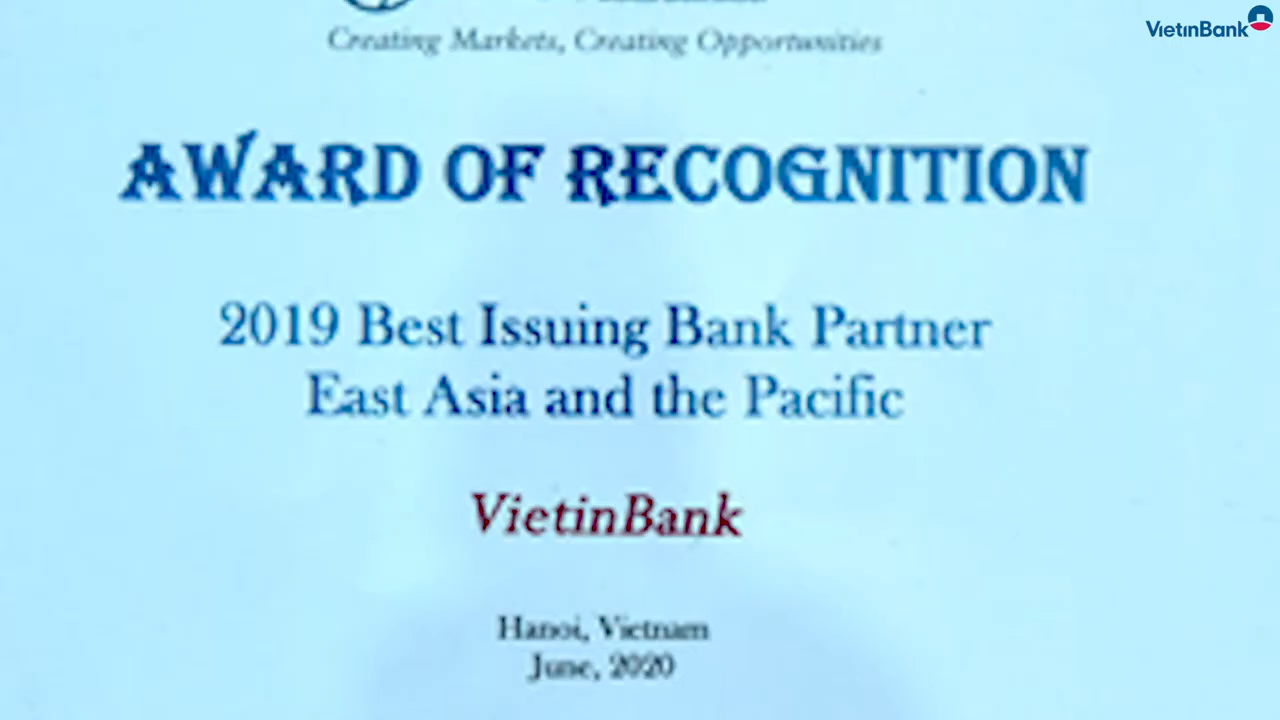 VietinBank
Creating Markets, Creating Opportunities
AWARD OF RECOGNITION
2019 Best Issuing Bank Partner
East Asia and the Pacific
VietinBank
Hanoi, Vietnam
June, 2020